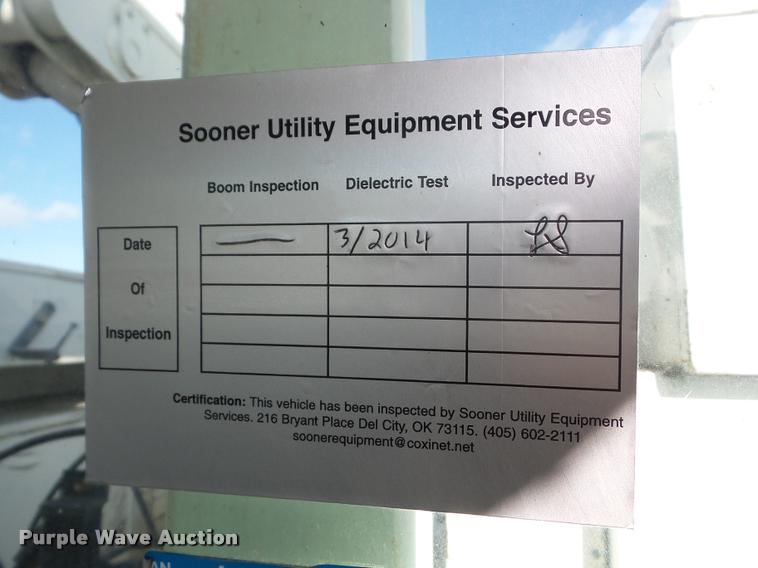 Sooner Utility Equipment Services
Boom Inspection Dielectric Test Inspected By
Date
Of
Inspection
— 3/2014
Certification: This vehicle has been inspected by Sooner Utility Equipment
Services. 216 Bryant Place Del City, OK 73115. (405) 602-2111
soonerequipment@coxinet.net
Purple Wave Auction
AN